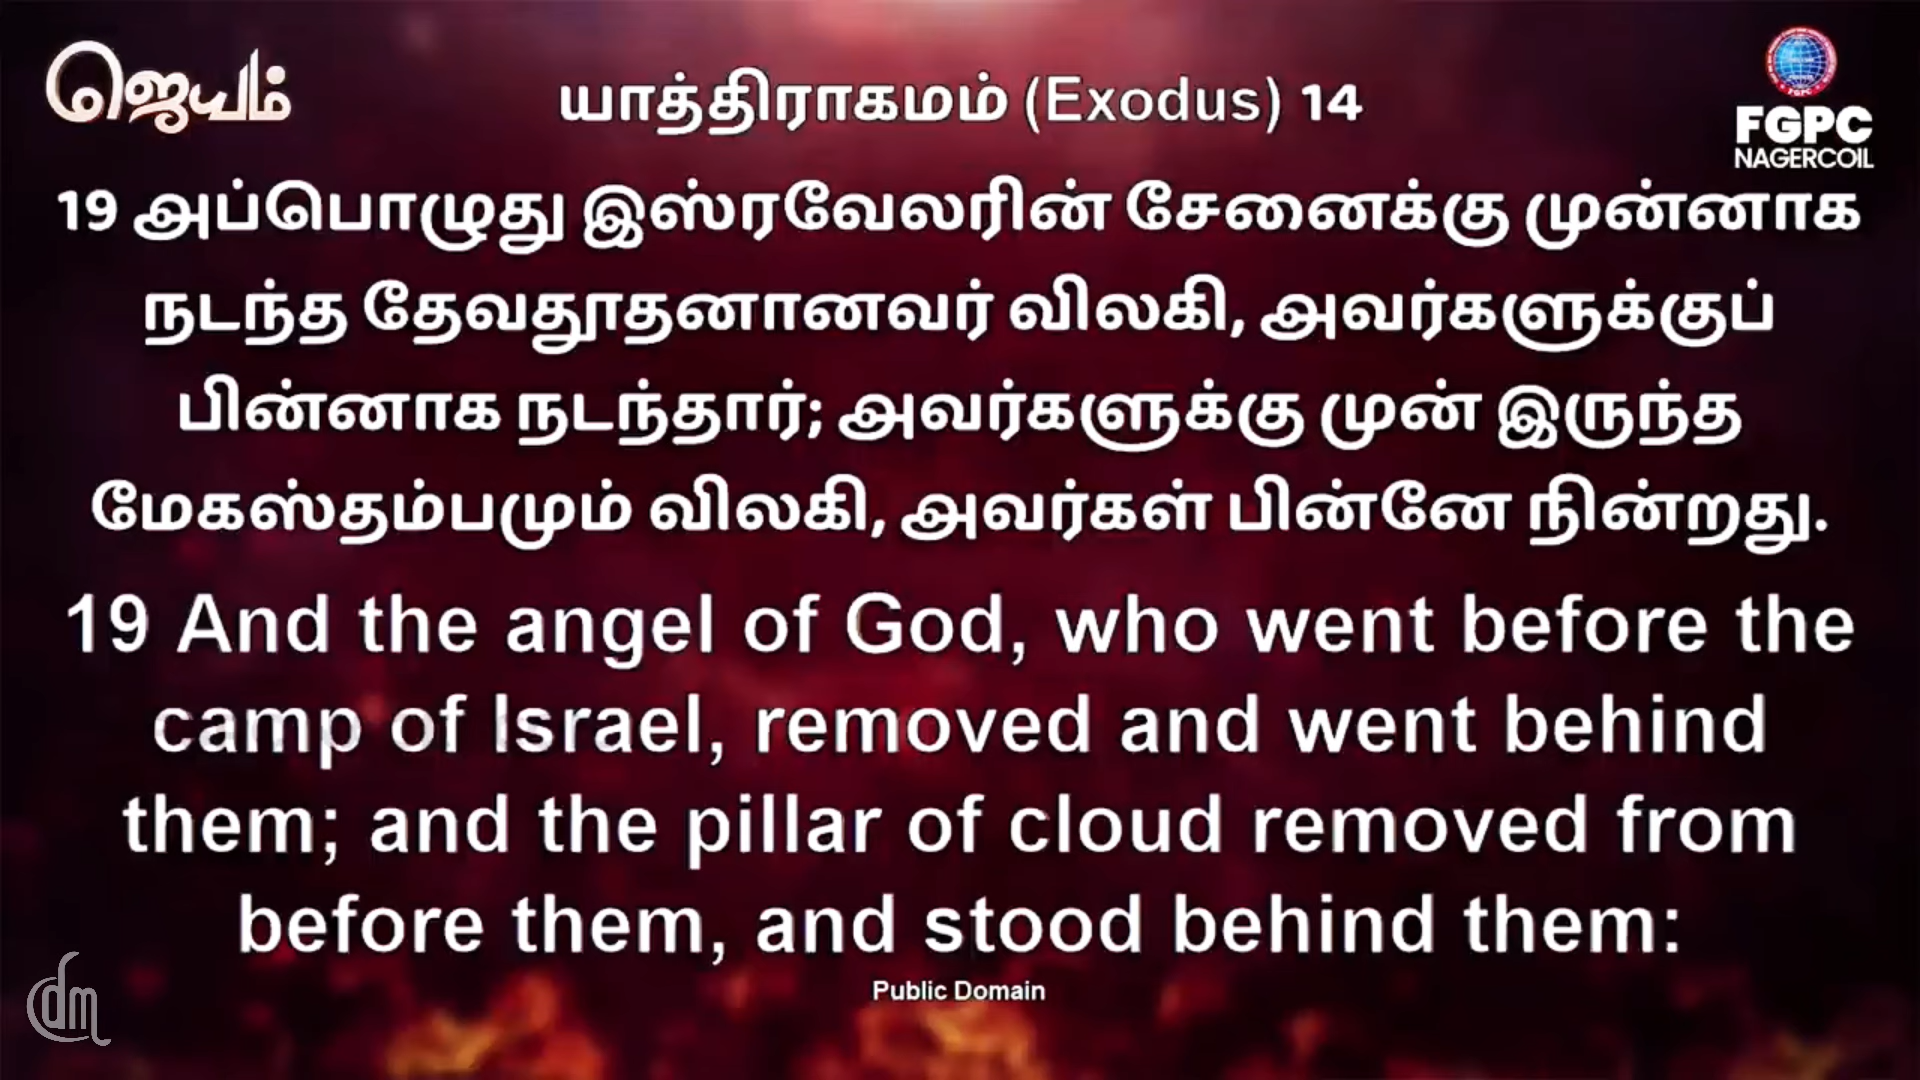 ஜெயம்
யாத்திராகமம் (Exodus) 14
FGPC
NAGERCOIL
19 அப்பொழுது இஸ்ரவேலரின் சேனைக்கு முன்னாக
நடந்த தேவதூதனானவர் விலகி, அவர்களுக்குப்
பின்னாக நடந்தார்; அவர்களுக்கு முன் இருந்த
மேகஸ்தம்பமும் விலகி, அவர்கள் பின்னே நின்றது.
19 And the angel of God, who went before the
camp of Israel, removed and went behind
them; and the pillar of cloud removed from
before them, and stood behind them:
Public Domain
dm